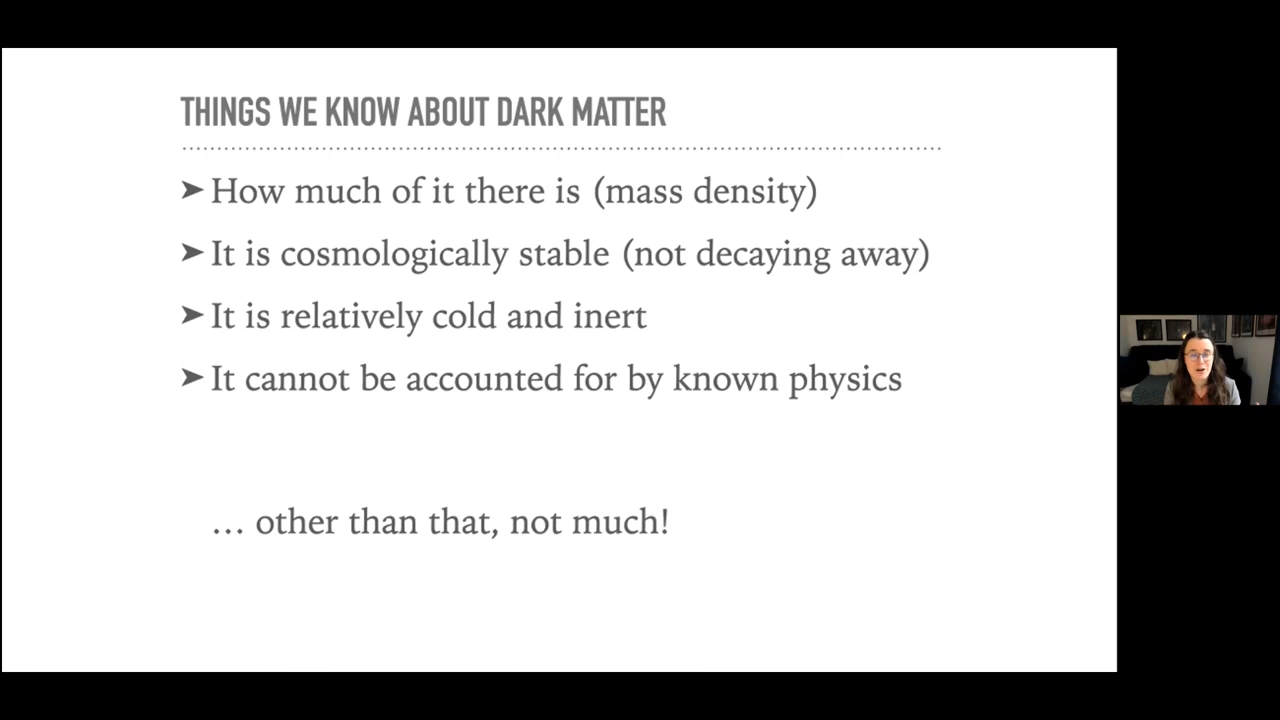 THINGS WE KNOW ABOUT DARK MATTER
➤ How much of it there is (mass density)
➤ It is cosmologically stable (not decaying away)
➤ It is relatively cold and inert
➤ It cannot be accounted for by known physics
… other than that, not much!